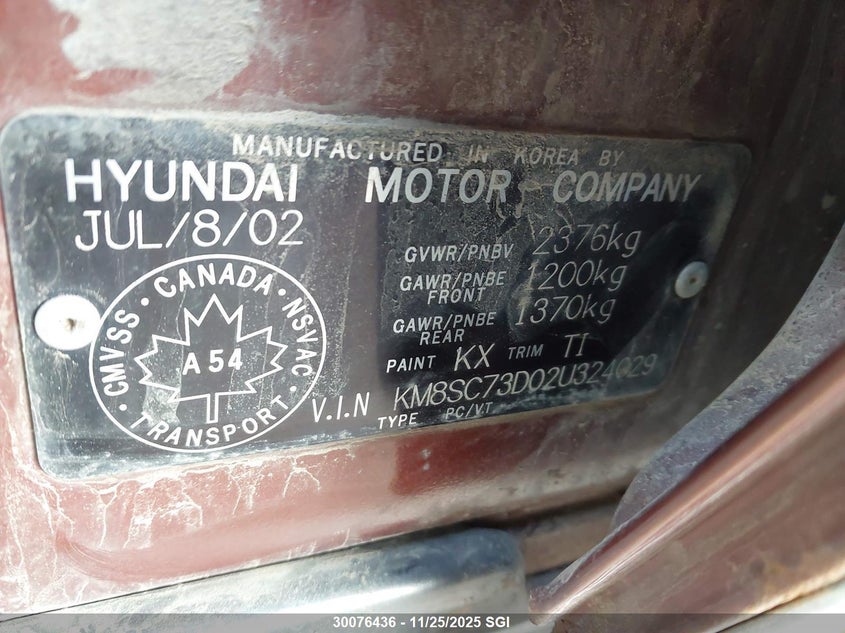 MANUFACTURED IN KOREA BY
HYUNDAI MOTOR COMPANY
JUL/8/02
GVWR/PNBV 2376kg
GAWR/PNBE FRONT 1200kg
GAWR/PNBE REAR 1370kg
PAINT KX TRIM TI
V.I.N KM8SC73D02U324029
TYPE PC/VT
CMVSS · CANADA · NSVAC · TRANSPORT
A 54
30076436 - 11/25/2025 SGI